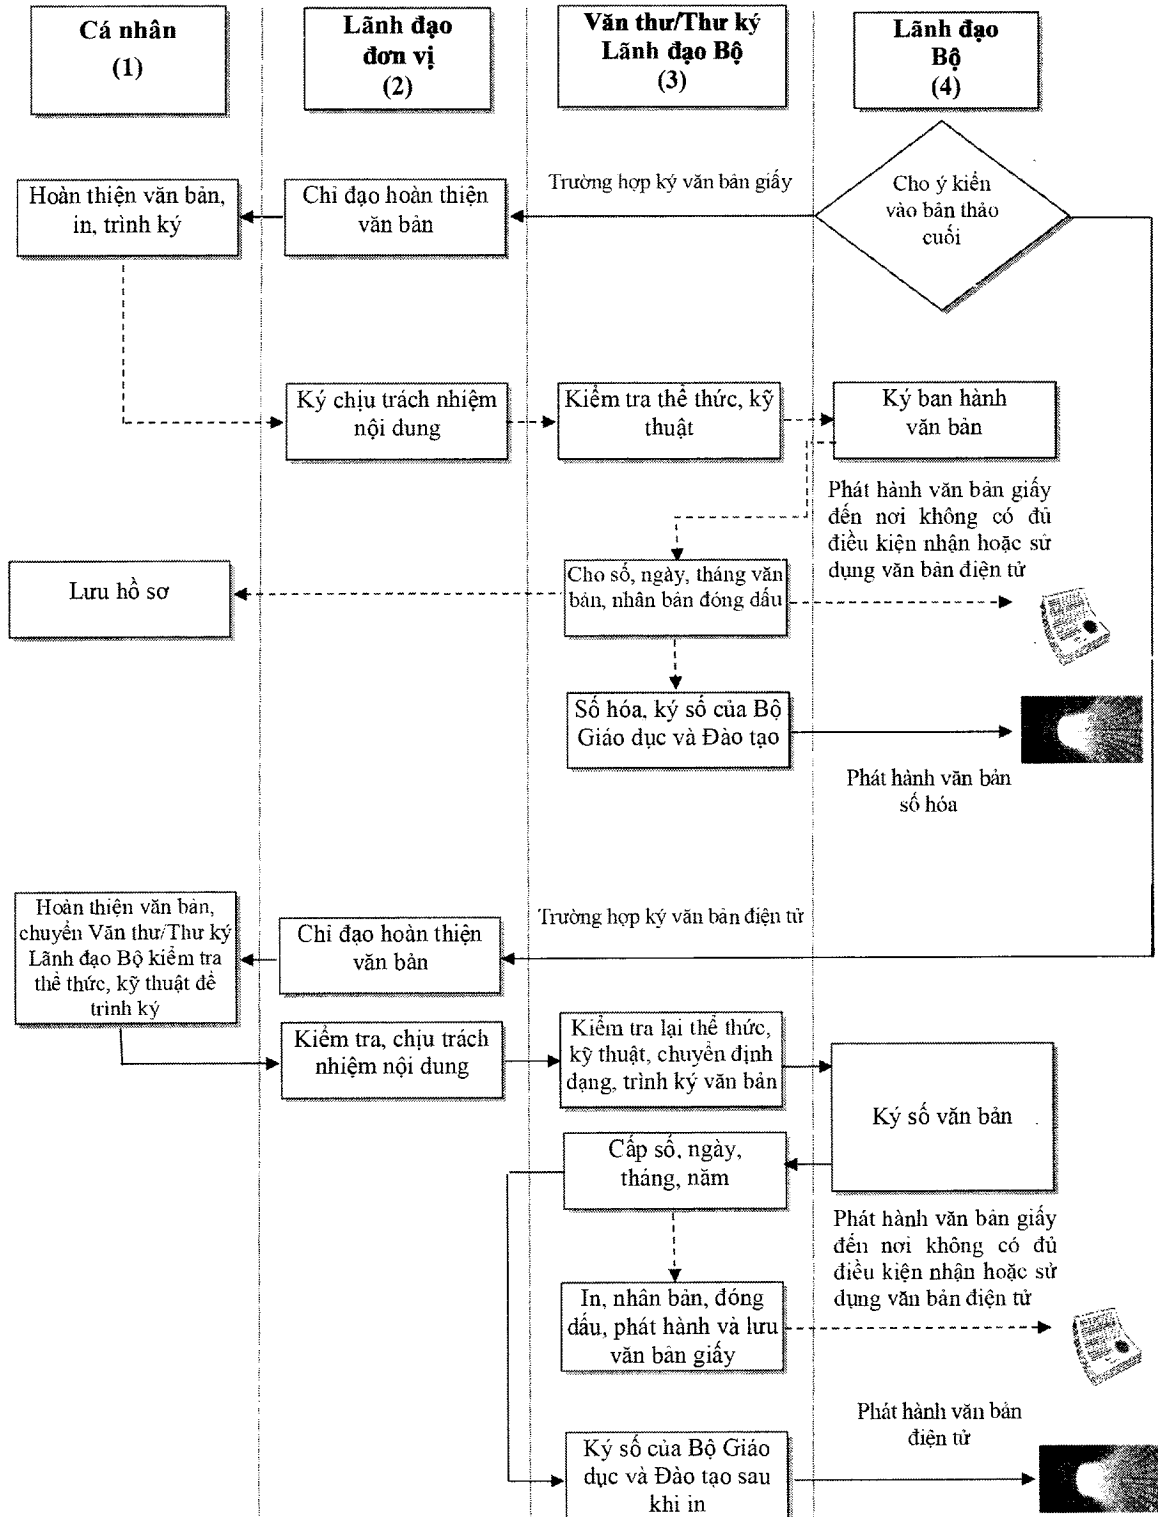 Cá nhân
(1)
Lãnh đạo
đơn vị
(2)
Văn thư/Thư ký
Lãnh đạo Bộ
(3)
Lãnh đạo
Bộ
(4)
Cho ý kiến
vào bản thảo
cuối
Trường hợp ký văn bản giấy
Chỉ đạo hoàn thiện
văn bản
Hoàn thiện văn bản,
in, trình ký
Ký chịu trách nhiệm
nội dung
Kiểm tra thể thức, kỹ
thuật
Ký ban hành
văn bản
Phát hành văn bản giấy
đến nơi không có đủ
điều kiện nhận hoặc sử
dụng văn bản điện tử
Cho số, ngày, tháng văn
bản, nhân bản đóng dấu
Lưu hồ sơ
Số hóa, ký số của Bộ
Giáo dục và Đào tạo
Phát hành văn bản
số hóa
Trường hợp ký văn bản điện tử
Chỉ đạo hoàn thiện
văn bản
Hoàn thiện văn bản,
chuyển Văn thư/Thư ký
Lãnh đạo Bộ kiểm tra
thể thức, kỹ thuật để
trình ký
Kiểm tra, chịu trách
nhiệm nội dung
Kiểm tra lại thể thức,
kỹ thuật, chuyển định
dạng, trình ký văn bản
Ký số văn bản
Cấp số, ngày,
tháng, năm
Phát hành văn bản giấy
đến nơi không có đủ
điều kiện nhận hoặc sử
dụng văn bản điện tử
In, nhân bản, đóng
dấu, phát hành và lưu
văn bản giấy
Phát hành văn bản
điện tử
Ký số của Bộ Giáo
dục và Đào tạo sau
khi in